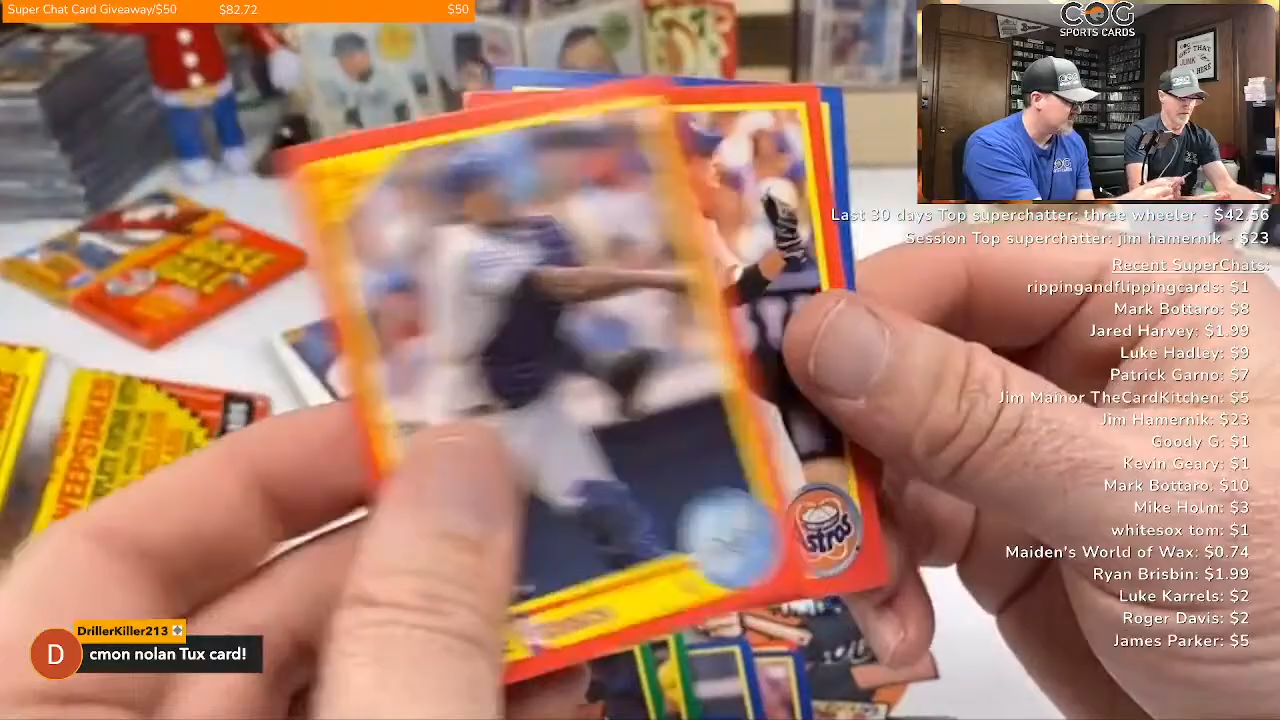 Super Chat Card Giveaway/$50 $82.72 $50
COG
SPORTS CARDS
COG
THAT
JUNK
HERE
Last 30 days Top superchatter: three wheeler - $42.56
Session Top superchatter: jim hamernik - $23
Recent SuperChats:
rippingandflippingcards: $1
Mark Bottaro: $8
Jared Harvey: $1.99
Luke Hadley: $9
Patrick Garno: $7
Jim Mainor TheCardKitchen: $5
Jim Hamernik: $23
Goody G: $1
Kevin Geary: $1
Mark Bottaro: $10
Mike Holm: $3
whitesox tom: $1
Maiden's World of Wax: $0.74
Ryan Brisbin: $1.99
Luke Karrels: $2
Roger Davis: $2
James Parker: $5
Astros
D
DrillerKiller213
cmon nolan Tux card!